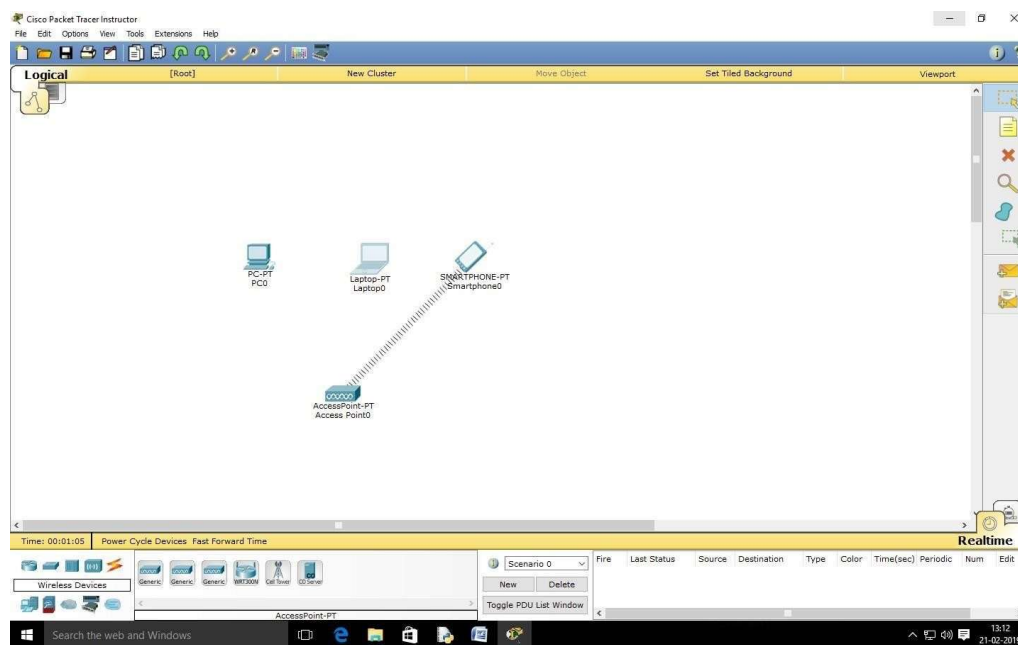 Cisco Packet Tracer Instructor
File Edit Options View Tools Extensions Help
Logical [Root] New Cluster Move Object Set Tiled Background Viewport
PC-PT
PC0
Laptop-PT
Laptop0
SMARTPHONE-PT
Smartphone0
AccessPoint-PT
Access Point0
Time: 00:01:05 Power Cycle Devices Fast Forward Time Realtime
Wireless Devices
Generic Generic Generic WRT300N Cell Tower CO Server
AccessPoint-PT
Scenario 0
New Delete
Toggle PDU List Window
Fire Last Status Source Destination Type Color Time(sec) Periodic Num Edit
Search the web and Windows
13:12
21-02-201